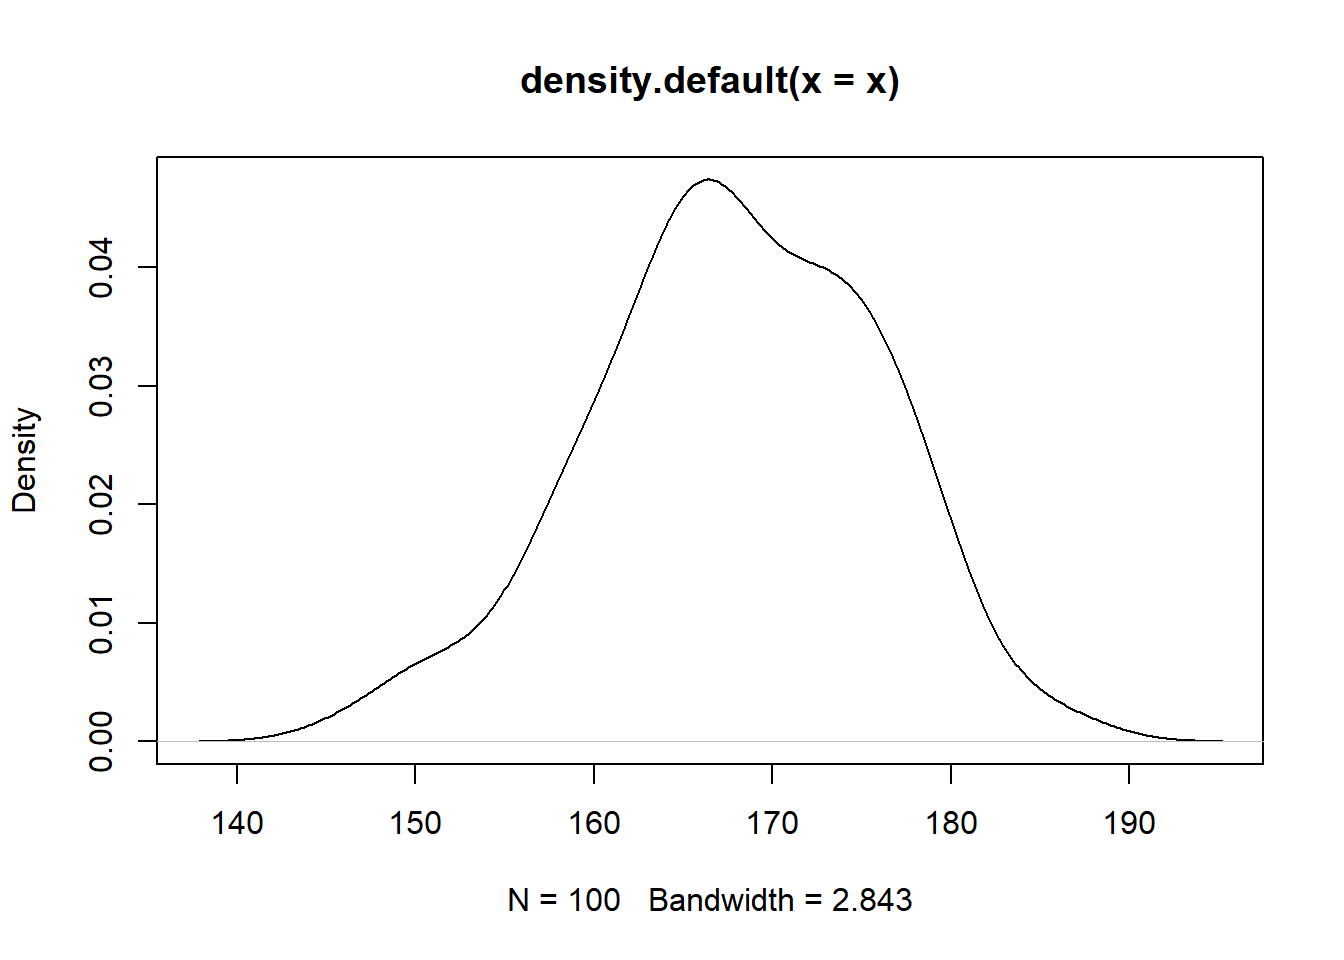 density.default(x = x)
Density
0.04
0.03
0.02
0.01
0.00
140 150 160 170 180 190
N = 100   Bandwidth = 2.843